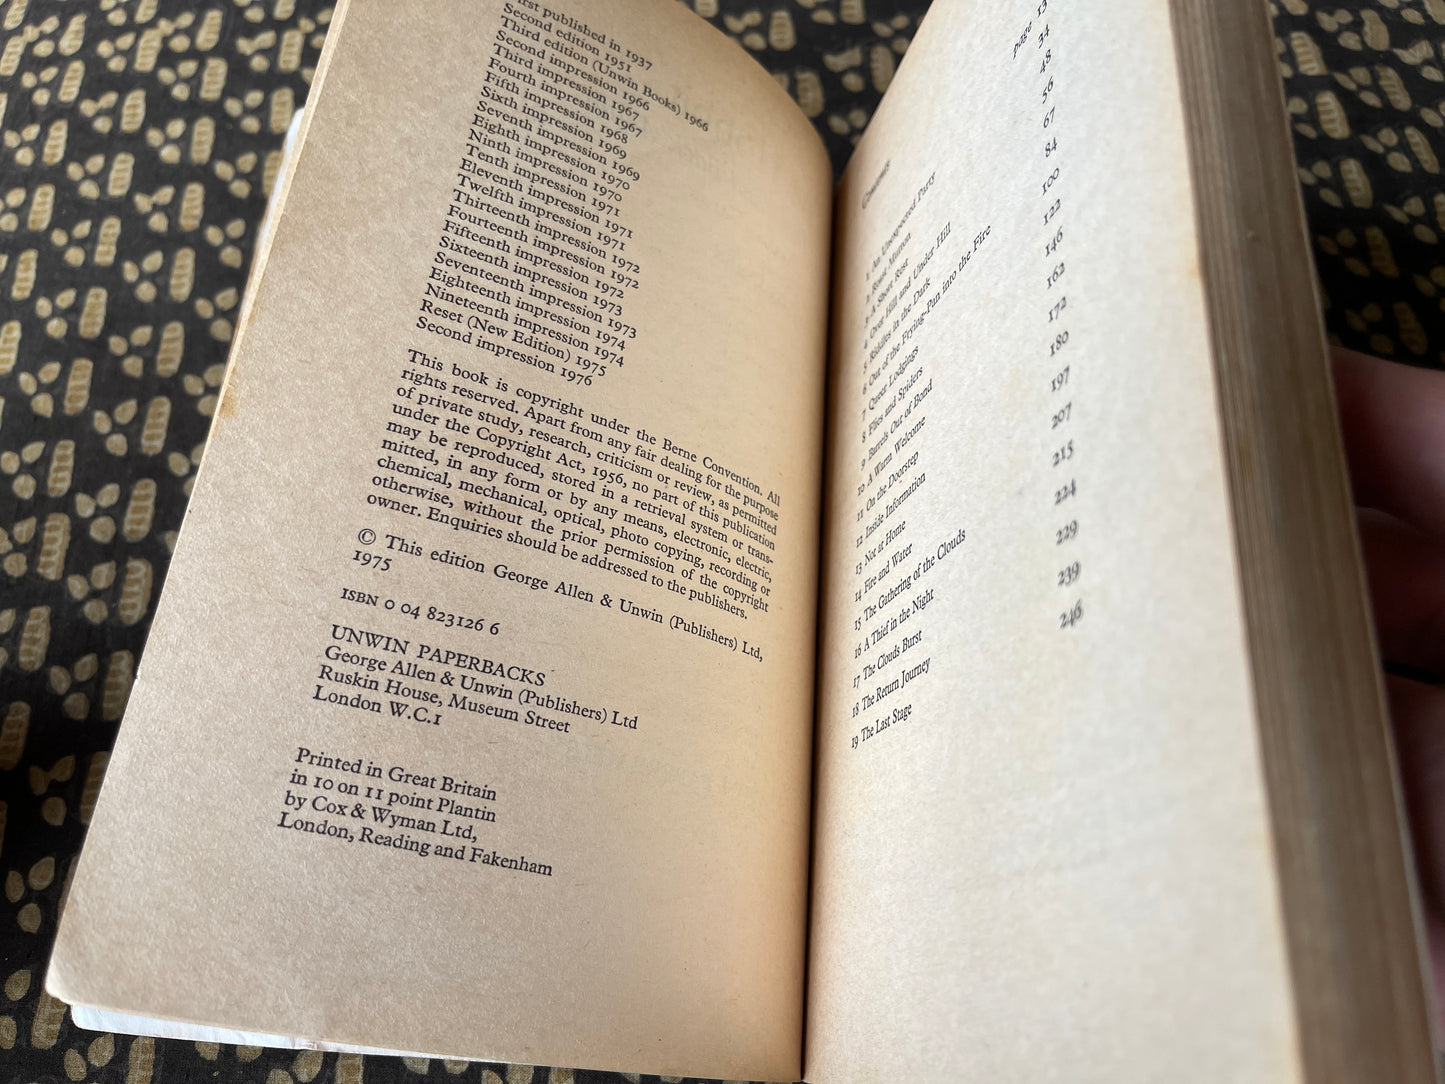 First published in 1937
Second edition 1951
Third edition (Unwin Books) 1966
Second impression 1966
Third impression 1967
Fourth impression 1967
Fifth impression 1968
Sixth impression 1969
Seventh impression 1969
Eighth impression 1970
Ninth impression 1970
Tenth impression 1971
Eleventh impression 1971
Twelfth impression 1971
Thirteenth impression 1972
Fourteenth impression 1972
Fifteenth impression 1972
Sixteenth impression 1973
Seventeenth impression 1973
Eighteenth impression 1974
Nineteenth impression 1974
Reset (New Edition) 1975
Second impression 1976
This book is copyright under the Berne Convention. All
rights reserved. Apart from any fair dealing for the purpose
of private study, research, criticism or review, as permitted
under the Copyright Act, 1956, no part of this publication
may be reproduced, stored in a retrieval system or trans-
mitted, in any form or by any means, electronic, electric,
chemical, mechanical, optical, photo copying, recording or
otherwise, without the prior permission of the copyright
owner. Enquiries should be addressed to the publishers.
© This edition George Allen & Unwin (Publishers) Ltd,
1975
ISBN 0 04 823126 6
UNWIN PAPERBACKS
George Allen & Unwin (Publishers) Ltd
Ruskin House, Museum Street
London W.C.1
Printed in Great Britain
in 10 on 11 point Plantin
by Cox & Wyman Ltd,
London, Reading and Fakenham
Contents
1 An Unexpected Party page 13
2 Roast Mutton 34
3 A Short Rest 48
4 Over Hill and Under Hill 56
5 Riddles in the Dark 67
6 Out of the Frying-Pan into the Fire 84
7 Queer Lodgings 100
8 Flies and Spiders 122
9 Barrels Out of Bond 146
10 A Warm Welcome 162
11 On the Doorstep 172
12 Inside Information 180
13 Not at Home 197
14 Fire and Water 207
15 The Gathering of the Clouds 215
16 A Thief in the Night 224
17 The Clouds Burst 229
18 The Return Journey 239
19 The Last Stage 246